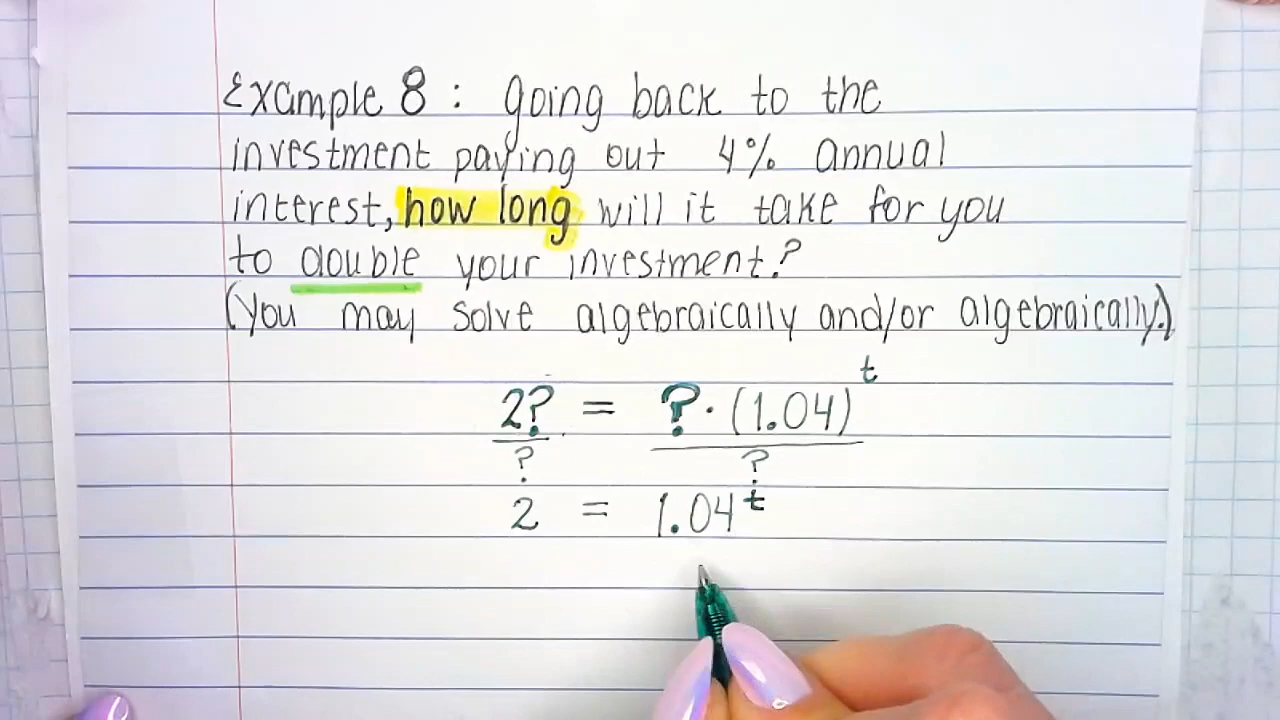 Example 8 : going back to the
investment paying out 4% annual
interest, how long will it take for you
to double your investment?
(You may solve algebraically and/or algebraically.)
2? = ? · (1.04)^t
? ?
2 = 1.04^t